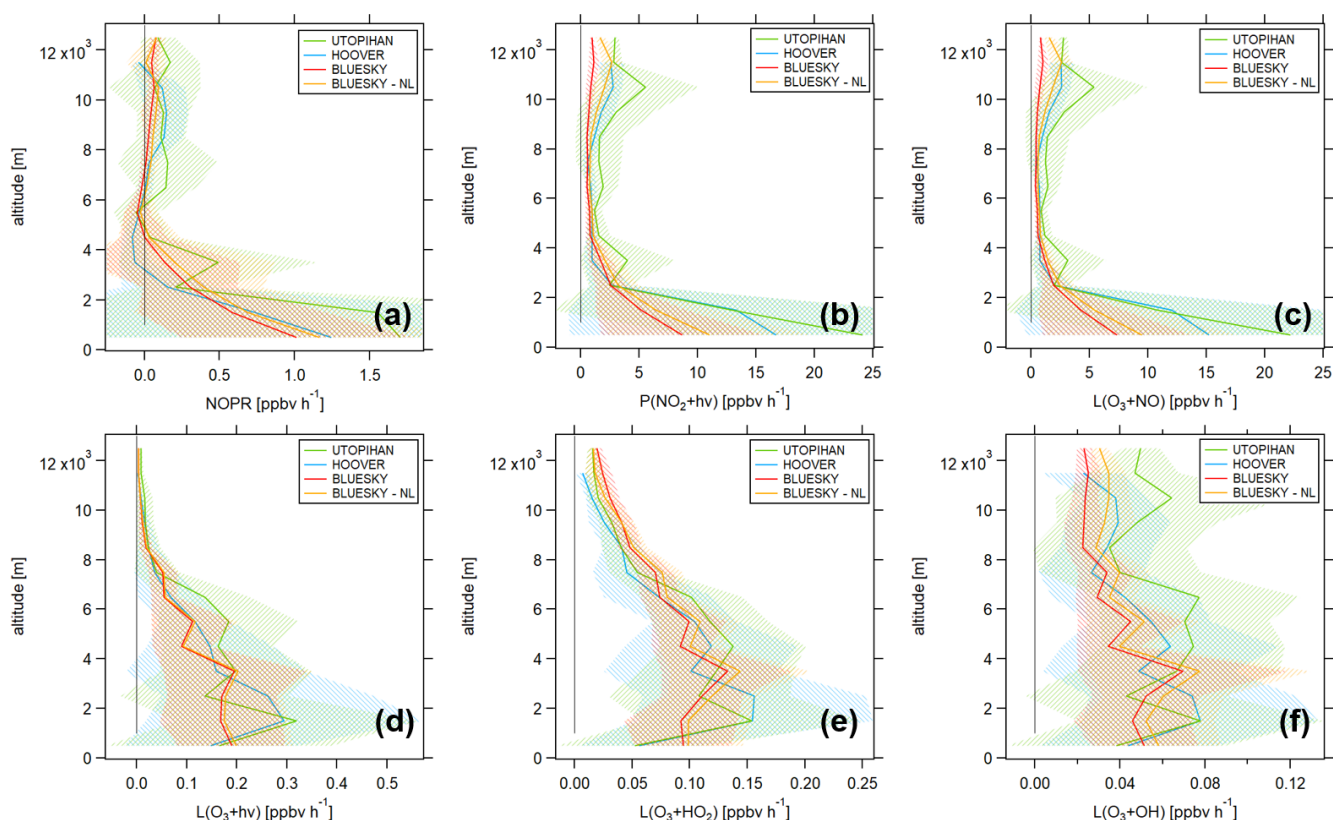 12 x10³
10
8
6
4
2
0
altitude [m]
UTOPIHAN
HOOVER
BLUESKY
BLUESKY - NL
(a)
0.0 0.5 1.0 1.5
NOPR [ppbv h⁻¹]
12 x10³
10
8
6
4
2
0
altitude [m]
UTOPIHAN
HOOVER
BLUESKY
BLUESKY - NL
(b)
0 5 10 15 20 25
P(NO₂+hv) [ppbv h⁻¹]
12 x10³
10
8
6
4
2
0
altitude [m]
UTOPIHAN
HOOVER
BLUESKY
BLUESKY - NL
(c)
0 5 10 15 20 25
L(O₃+NO) [ppbv h⁻¹]
12 x10³
10
8
6
4
2
0
altitude [m]
UTOPIHAN
HOOVER
BLUESKY
BLUESKY - NL
(d)
0.0 0.1 0.2 0.3 0.4 0.5
L(O₃+hv) [ppbv h⁻¹]
12 x10³
10
8
6
4
2
0
altitude [m]
UTOPIHAN
HOOVER
BLUESKY
BLUESKY - NL
(e)
0.00 0.05 0.10 0.15 0.20 0.25
L(O₃+HO₂) [ppbv h⁻¹]
12 x10³
10
8
6
4
2
0
altitude [m]
UTOPIHAN
HOOVER
BLUESKY
BLUESKY - NL
(f)
0.00 0.04 0.08 0.12
L(O₃+OH) [ppbv h⁻¹]